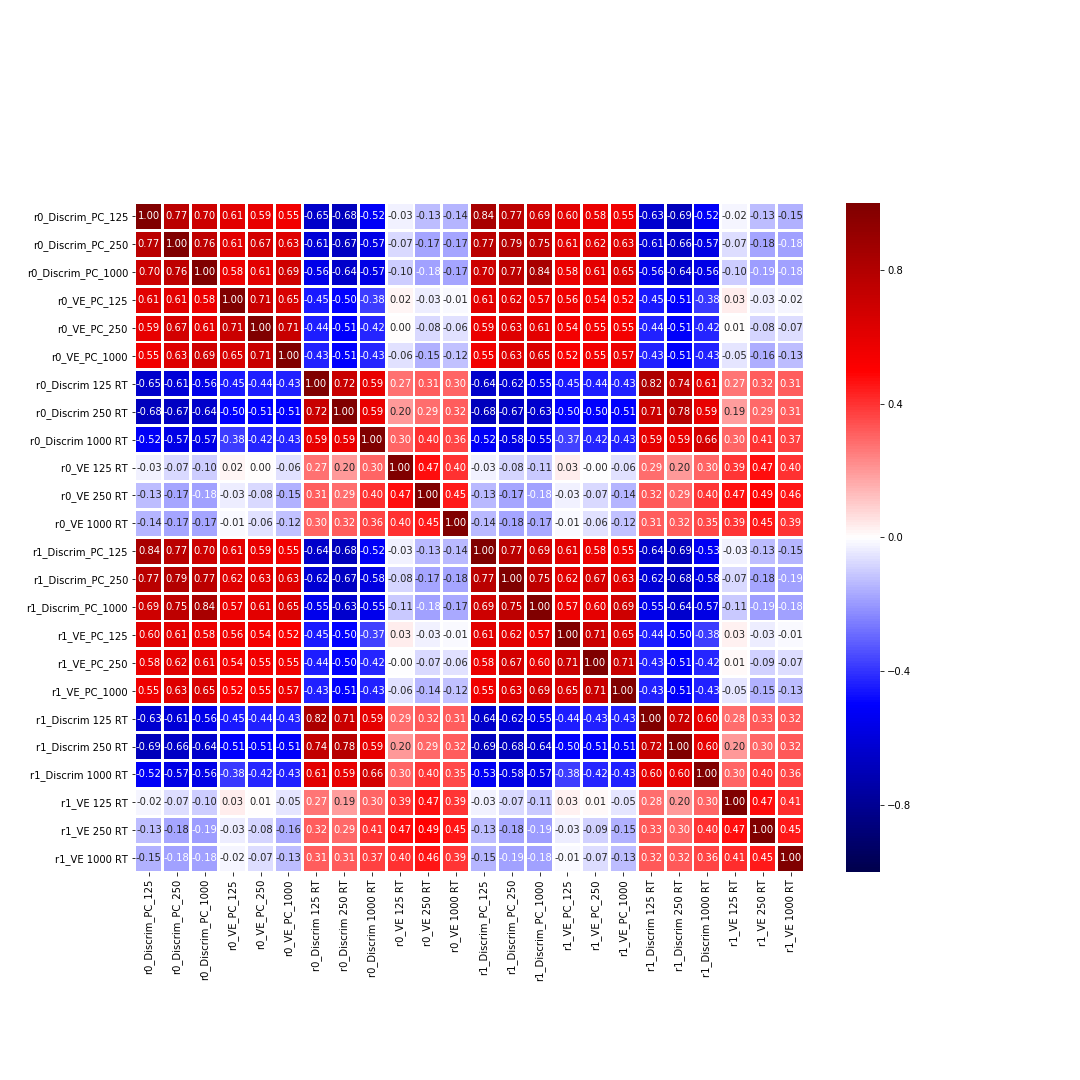 r0_Discrim_PC_125 1.00 0.77 0.70 0.61 0.59 0.55 -0.65 -0.68 -0.52 -0.03 -0.13 -0.14 0.84 0.77 0.69 0.60 0.58 0.55 -0.63 -0.69 -0.52 -0.02 -0.13 -0.15
r0_Discrim_PC_250 0.77 1.00 0.76 0.61 0.67 0.63 -0.61 -0.67 -0.57 -0.07 -0.17 -0.17 0.77 0.79 0.75 0.61 0.62 0.63 -0.61 -0.66 -0.57 -0.07 -0.18 -0.18
r0_Discrim_PC_1000 0.70 0.76 1.00 0.58 0.61 0.69 -0.56 -0.64 -0.57 -0.10 -0.18 -0.17 0.70 0.77 0.84 0.58 0.61 0.65 -0.56 -0.64 -0.56 -0.10 -0.19 -0.18
0.8
r0_VE_PC_125 0.61 0.61 0.58 1.00 0.71 0.65 -0.45 -0.50 -0.38 0.02 -0.03 -0.01 0.61 0.62 0.57 0.56 0.54 0.52 -0.45 -0.51 -0.38 0.03 -0.03 -0.02
r0_VE_PC_250 0.59 0.67 0.61 0.71 1.00 0.71 -0.44 -0.51 -0.42 0.00 -0.08 -0.06 0.59 0.63 0.61 0.54 0.55 0.55 -0.44 -0.51 -0.42 0.01 -0.08 -0.07
r0_VE_PC_1000 0.55 0.63 0.69 0.65 0.71 1.00 -0.43 -0.51 -0.43 -0.06 -0.15 -0.12 0.55 0.63 0.65 0.52 0.55 0.57 -0.43 -0.51 -0.43 -0.05 -0.16 -0.13
r0_Discrim 125 RT -0.65 -0.61 -0.56 -0.45 -0.44 -0.43 1.00 0.72 0.59 0.27 0.31 0.30 -0.64 -0.62 -0.55 -0.45 -0.44 -0.43 0.82 0.74 0.61 0.27 0.32 0.31
0.4
r0_Discrim 250 RT -0.68 -0.67 -0.64 -0.50 -0.51 -0.51 0.72 1.00 0.59 0.20 0.29 0.32 -0.68 -0.67 -0.63 -0.50 -0.50 -0.51 0.71 0.78 0.59 0.19 0.29 0.31
r0_Discrim 1000 RT -0.52 -0.57 -0.57 -0.38 -0.42 -0.43 0.59 0.59 1.00 0.30 0.40 0.36 -0.52 -0.58 -0.55 -0.37 -0.42 -0.43 0.59 0.59 0.66 0.30 0.41 0.37
r0_VE 125 RT -0.03 -0.07 -0.10 0.02 0.00 -0.06 0.27 0.20 0.30 1.00 0.47 0.40 -0.03 -0.08 -0.11 0.03 -0.00 -0.06 0.29 0.20 0.30 0.39 0.47 0.40
r0_VE 250 RT -0.13 -0.17 -0.18 -0.03 -0.08 -0.15 0.31 0.29 0.40 0.47 1.00 0.45 -0.13 -0.17 -0.18 -0.03 -0.07 -0.14 0.32 0.29 0.40 0.47 0.49 0.46
r0_VE 1000 RT -0.14 -0.17 -0.17 -0.01 -0.06 -0.12 0.30 0.32 0.36 0.40 0.45 1.00 -0.14 -0.18 -0.17 -0.01 -0.06 -0.12 0.31 0.32 0.35 0.39 0.45 0.39
0.0
r1_Discrim_PC_125 0.84 0.77 0.70 0.61 0.59 0.55 -0.64 -0.68 -0.52 -0.03 -0.13 -0.14 1.00 0.77 0.69 0.61 0.58 0.55 -0.64 -0.69 -0.53 -0.03 -0.13 -0.15
r1_Discrim_PC_250 0.77 0.79 0.77 0.62 0.63 0.63 -0.62 -0.67 -0.58 -0.08 -0.17 -0.18 0.77 1.00 0.75 0.62 0.67 0.63 -0.62 -0.68 -0.58 -0.07 -0.18 -0.19
r1_Discrim_PC_1000 0.69 0.75 0.84 0.57 0.61 0.65 -0.55 -0.63 -0.55 -0.11 -0.18 -0.17 0.69 0.75 1.00 0.57 0.60 0.69 -0.55 -0.64 -0.57 -0.11 -0.19 -0.18
r1_VE_PC_125 0.60 0.61 0.58 0.56 0.54 0.52 -0.45 -0.50 -0.37 0.03 -0.03 -0.01 0.61 0.62 0.57 1.00 0.71 0.65 -0.44 -0.50 -0.38 0.03 -0.03 -0.01
r1_VE_PC_250 0.58 0.62 0.61 0.54 0.55 0.55 -0.44 -0.50 -0.42 -0.00 -0.07 -0.06 0.58 0.67 0.60 0.71 1.00 0.71 -0.43 -0.51 -0.42 0.01 -0.09 -0.07
−0.4
r1_VE_PC_1000 0.55 0.63 0.65 0.52 0.55 0.57 -0.43 -0.51 -0.43 -0.06 -0.14 -0.12 0.55 0.63 0.69 0.65 0.71 1.00 -0.43 -0.51 -0.43 -0.05 -0.15 -0.13
r1_Discrim 125 RT -0.63 -0.61 -0.56 -0.45 -0.44 -0.43 0.82 0.71 0.59 0.29 0.32 0.31 -0.64 -0.62 -0.55 -0.44 -0.43 -0.43 1.00 0.72 0.60 0.28 0.33 0.32
r1_Discrim 250 RT -0.69 -0.66 -0.64 -0.51 -0.51 -0.51 0.74 0.78 0.59 0.20 0.29 0.32 -0.69 -0.68 -0.64 -0.50 -0.51 -0.51 0.72 1.00 0.60 0.20 0.30 0.32
r1_Discrim 1000 RT -0.52 -0.57 -0.56 -0.38 -0.42 -0.43 0.61 0.59 0.66 0.30 0.40 0.35 -0.53 -0.58 -0.57 -0.38 -0.42 -0.43 0.60 0.60 1.00 0.30 0.40 0.36
r1_VE 125 RT -0.02 -0.07 -0.10 0.03 0.01 -0.05 0.27 0.19 0.30 0.39 0.47 0.39 -0.03 -0.07 -0.11 0.03 0.01 -0.05 0.28 0.20 0.30 1.00 0.47 0.41
−0.8
r1_VE 250 RT -0.13 -0.18 -0.19 -0.03 -0.08 -0.16 0.32 0.29 0.41 0.47 0.49 0.45 -0.13 -0.18 -0.19 -0.03 -0.09 -0.15 0.33 0.30 0.40 0.47 1.00 0.45
r1_VE 1000 RT -0.15 -0.18 -0.18 -0.02 -0.07 -0.13 0.31 0.31 0.37 0.40 0.46 0.39 -0.15 -0.19 -0.18 -0.01 -0.07 -0.13 0.32 0.32 0.36 0.41 0.45 1.00
r0_Discrim_PC_125
r0_Discrim_PC_250
r0_Discrim_PC_1000
r0_VE_PC_125
r0_VE_PC_250
r0_VE_PC_1000
r0_Discrim 125 RT
r0_Discrim 250 RT
r0_Discrim 1000 RT
r0_VE 125 RT
r0_VE 250 RT
r0_VE 1000 RT
r1_Discrim_PC_125
r1_Discrim_PC_250
r1_Discrim_PC_1000
r1_VE_PC_125
r1_VE_PC_250
r1_VE_PC_1000
r1_Discrim 125 RT
r1_Discrim 250 RT
r1_Discrim 1000 RT
r1_VE 125 RT
r1_VE 250 RT
r1_VE 1000 RT